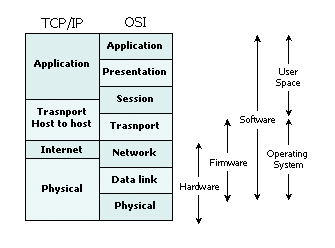 TCP/IP
OSI
Application
Application
Presentation
Session
Trasnport
Host to host
Trasnport
Internet
Network
Physical
Data link
Physical
Hardware
Firmware
Software
User
Space
Operating
System